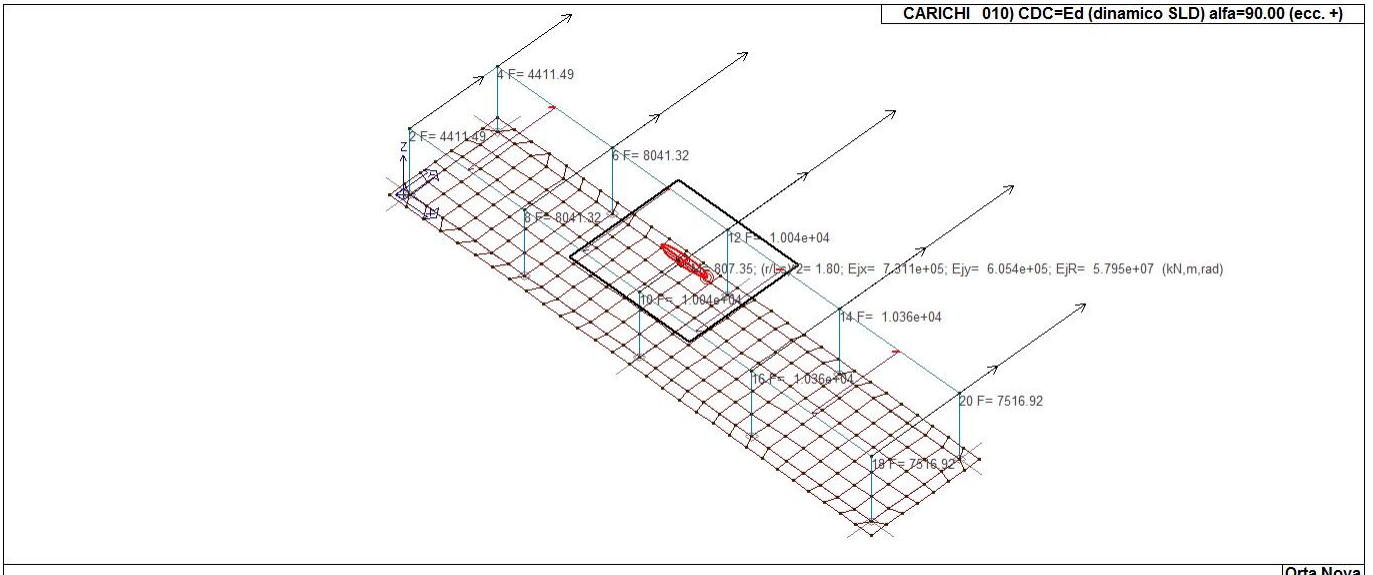 CARICHI 010) CDC=Ed (dinamico SLD) alfa=90.00 (ecc. +)
4 F= 4411.49
2 F= 4411.49
Z
6 F= 8041.32
8 F= 8041.32
12 F= 1.004e+04
807.35; (r/Ls)^2= 1.80; Ejx= 7.311e+05; Ejy= 6.054e+05; EjR= 5.795e+07 (kN,m,rad)
10 F= 1.004e+04
14 F= 1.036e+04
16 F= 1.036e+04
20 F= 7516.92
18 F= 7516.92
Orta Nova